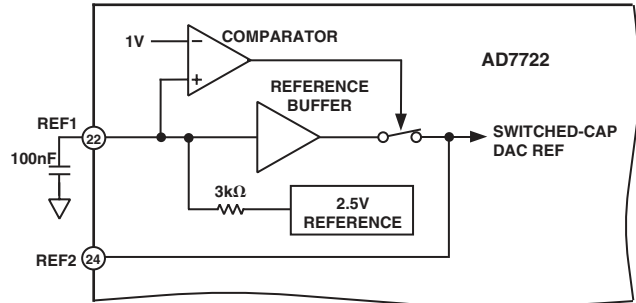 1V
COMPARATOR
AD7722
REFERENCE
BUFFER
REF1
22
SWITCHED-CAP
DAC REF
100nF
3kΩ
2.5V
REFERENCE
REF2
24